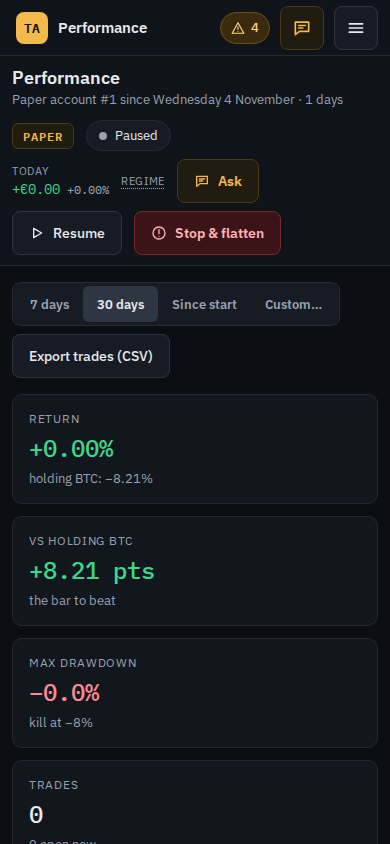 TA Performance 4
Performance
Paper account #1 since Wednesday 4 November · 1 days
PAPER Paused
TODAY
+€0.00 +0.00% REGIME Ask
Resume Stop & flatten
7 days 30 days Since start Custom...
Export trades (CSV)
RETURN
+0.00%
holding BTC: −8.21%
VS HOLDING BTC
+8.21 pts
the bar to beat
MAX DRAWDOWN
−0.0%
kill at −8%
TRADES
0
0 open now